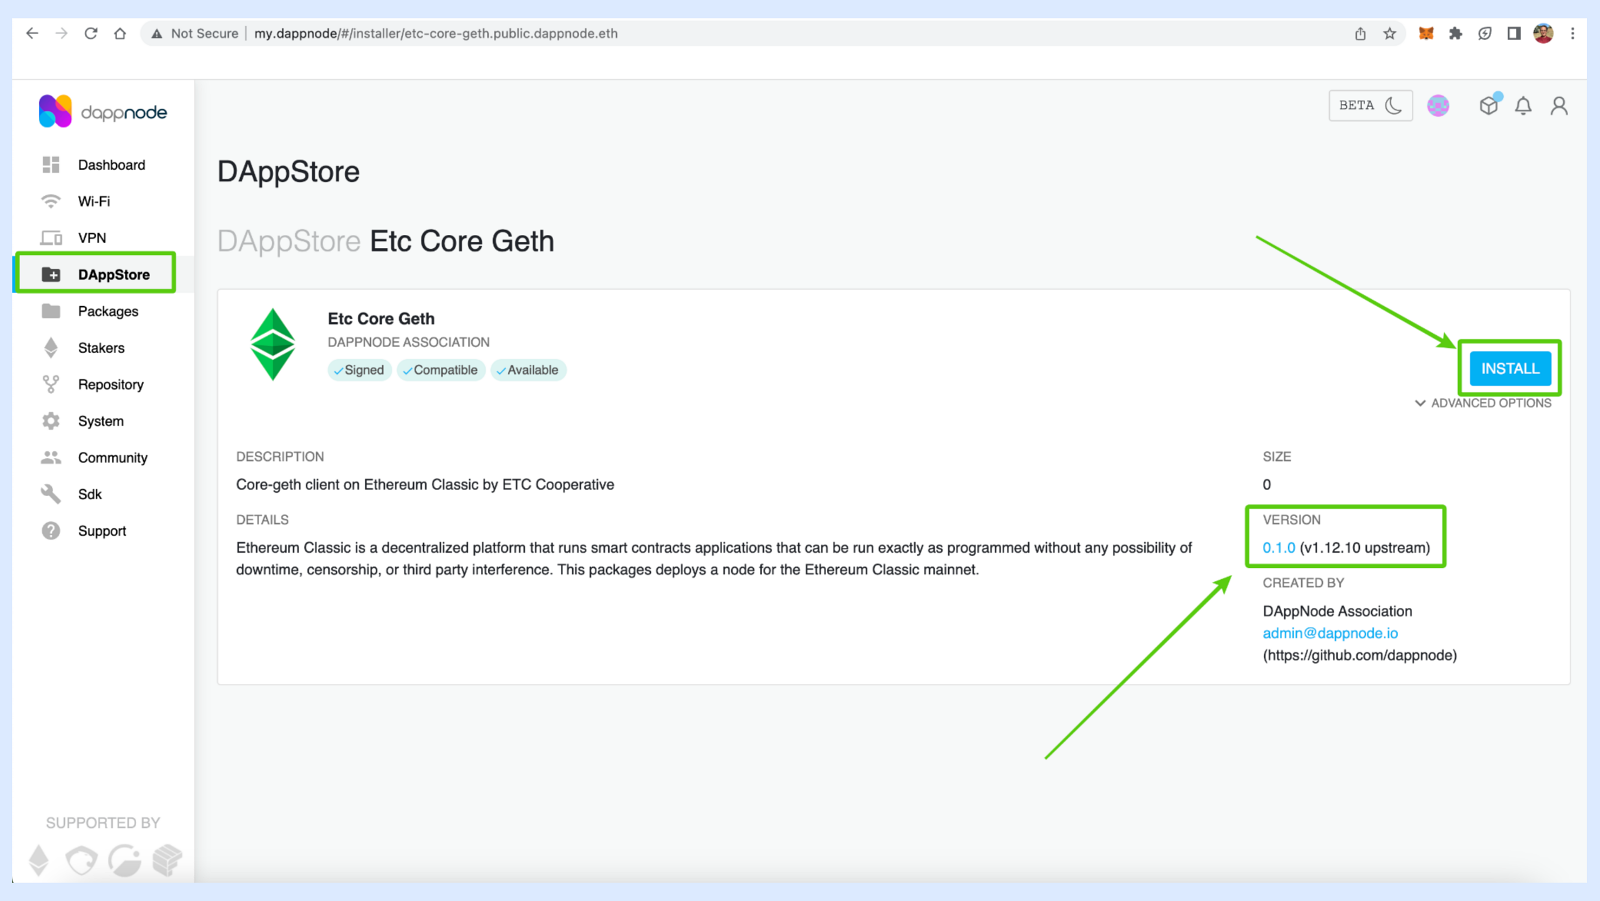 Not Secure
my.dappnode/#/installer/etc-core-geth.public.dappnode.eth
dappnode
BETA
Dashboard
Wi-Fi
VPN
DAppStore
Packages
Stakers
Repository
System
Community
Sdk
Support
SUPPORTED BY
DAppStore
DAppStore Etc Core Geth
Etc Core Geth
DAPPNODE ASSOCIATION
Signed Compatible Available
INSTALL
ADVANCED OPTIONS
DESCRIPTION
Core-geth client on Ethereum Classic by ETC Cooperative
DETAILS
Ethereum Classic is a decentralized platform that runs smart contracts applications that can be run exactly as programmed without any possibility of
downtime, censorship, or third party interference. This packages deploys a node for the Ethereum Classic mainnet.
SIZE
0
VERSION
0.1.0 (v1.12.10 upstream)
CREATED BY
DAppNode Association
admin@dappnode.io
(https://github.com/dappnode)